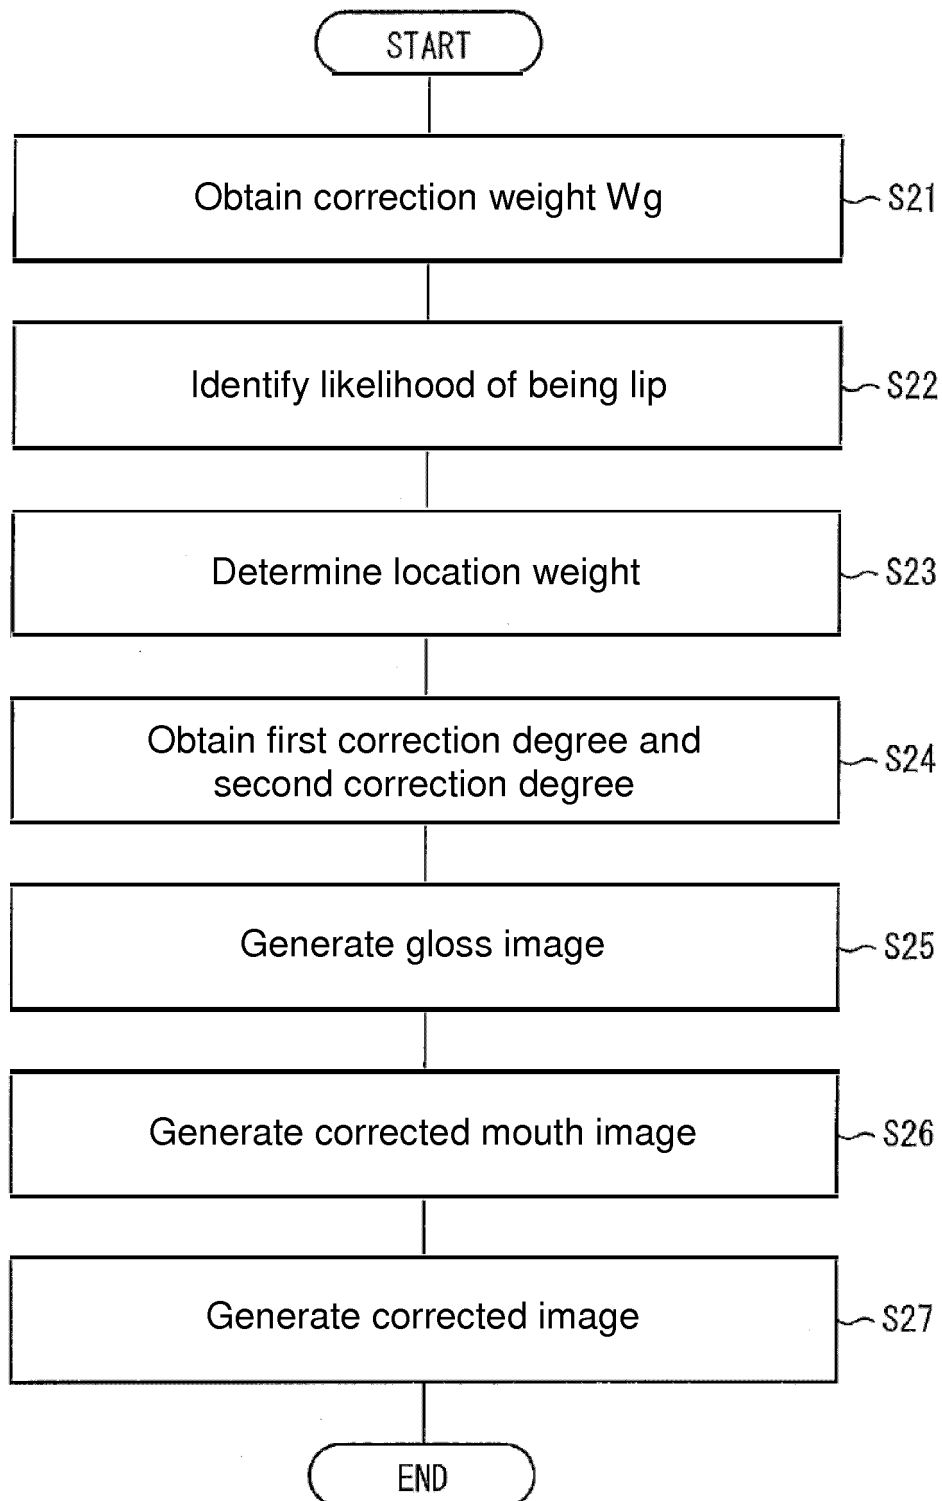 START
Obtain correction weight Wg
S21
Identify likelihood of being lip
S22
Determine location weight
S23
Obtain first correction degree and
second correction degree
S24
Generate gloss image
S25
Generate corrected mouth image
S26
Generate corrected image
S27
END